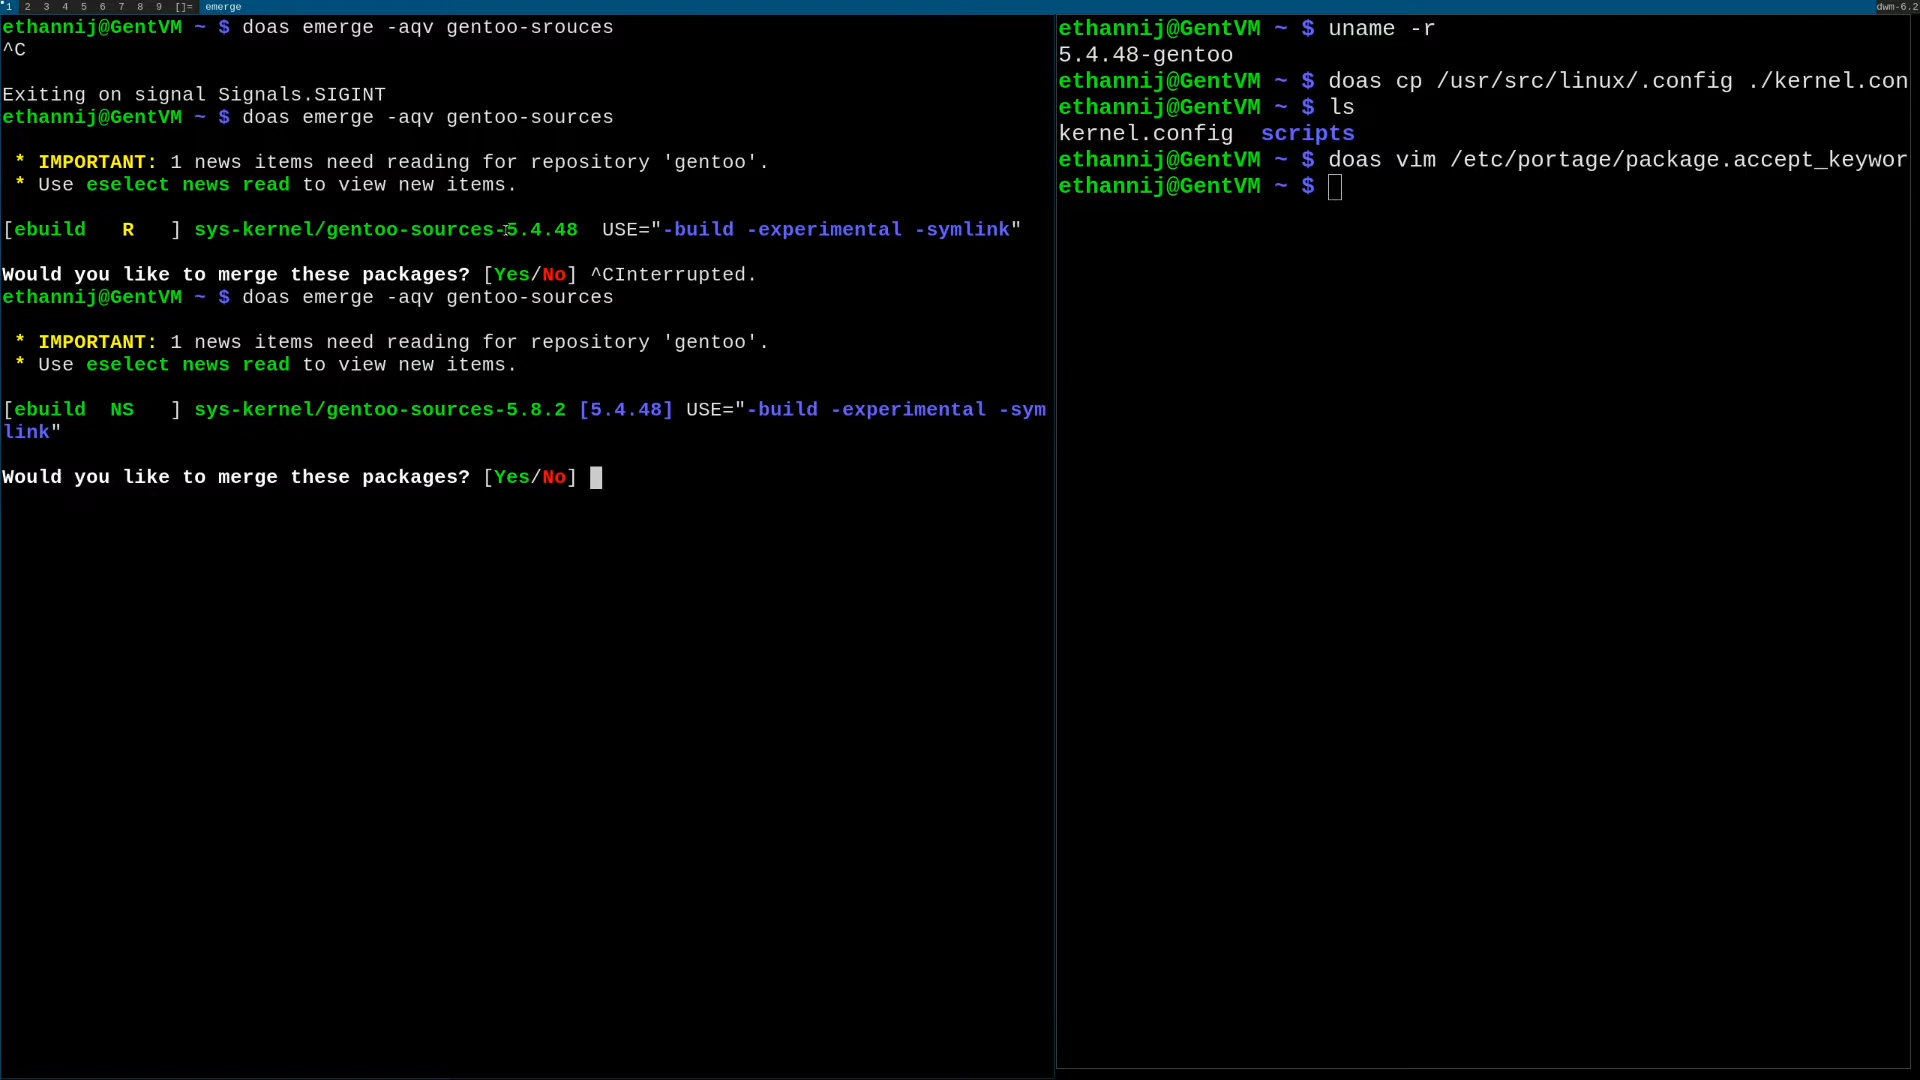 1 2 3 4 5 6 7 8 9 []= emerge dwm-6.2
ethannij@GentVM ~ $ doas emerge -aqv gentoo-srouces
^C
Exiting on signal Signals.SIGINT
ethannij@GentVM ~ $ doas emerge -aqv gentoo-sources
* IMPORTANT: 1 news items need reading for repository 'gentoo'.
* Use eselect news read to view new items.
[ebuild   R   ] sys-kernel/gentoo-sources-5.4.48  USE="-build -experimental -symlink"
Would you like to merge these packages? [Yes/No] ^CInterrupted.
ethannij@GentVM ~ $ doas emerge -aqv gentoo-sources
* IMPORTANT: 1 news items need reading for repository 'gentoo'.
* Use eselect news read to view new items.
[ebuild  NS   ] sys-kernel/gentoo-sources-5.8.2 [5.4.48] USE="-build -experimental -sym
link"
Would you like to merge these packages? [Yes/No]
ethannij@GentVM ~ $ uname -r
5.4.48-gentoo
ethannij@GentVM ~ $ doas cp /usr/src/linux/.config ./kernel.con
ethannij@GentVM ~ $ ls
kernel.config  scripts
ethannij@GentVM ~ $ doas vim /etc/portage/package.accept_keywor
ethannij@GentVM ~ $